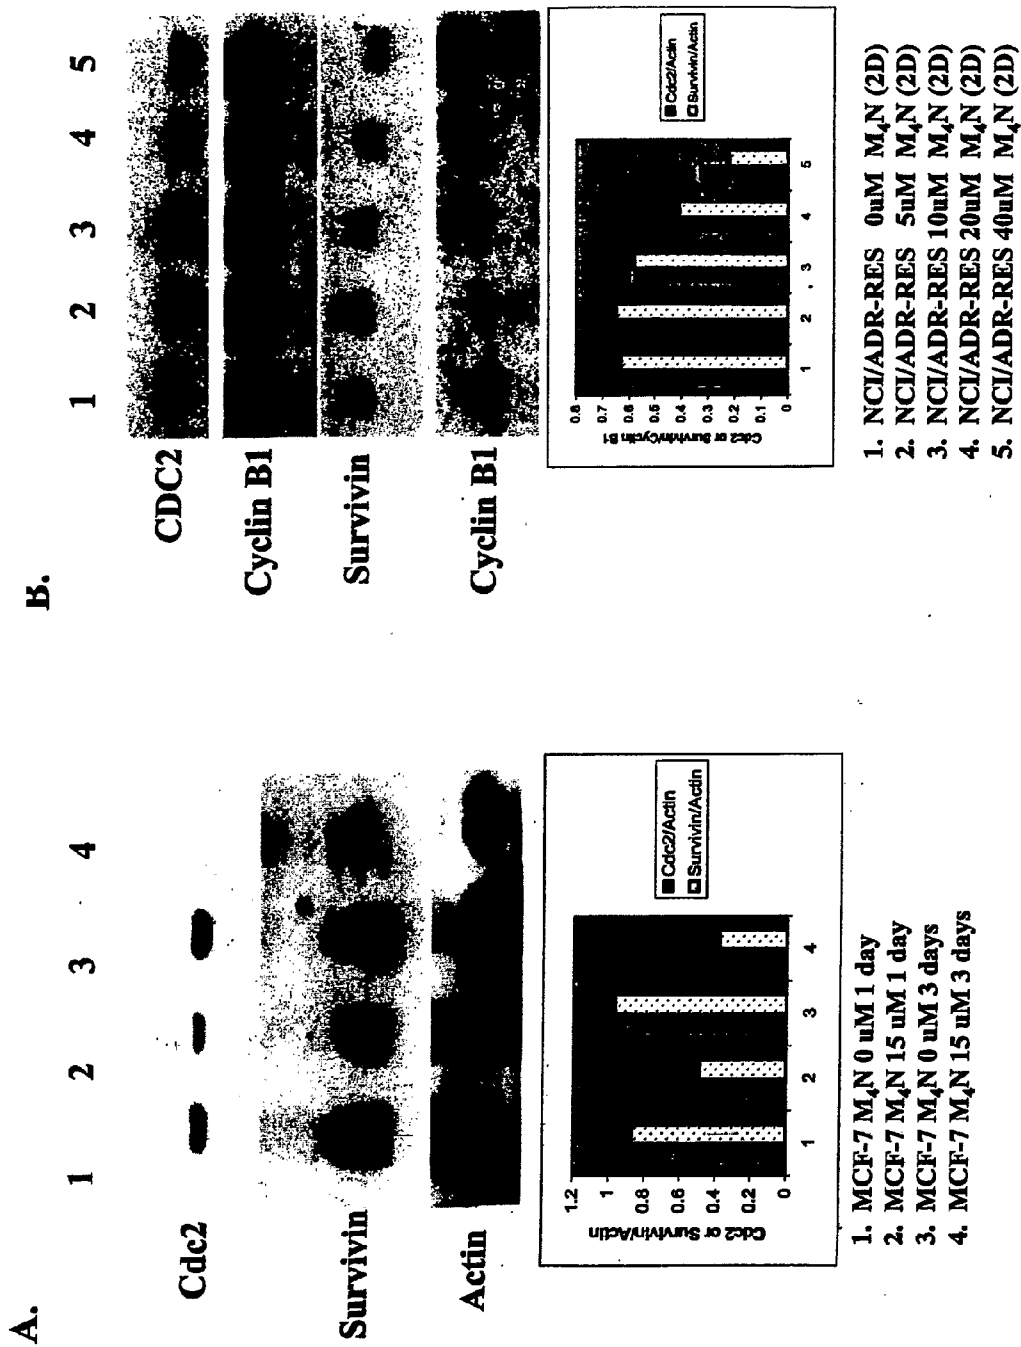 A.
1 2 3 4
Cdc2
Survivin
Actin
Cdc2 or Survivin/Actin
1.2
1
0.8
0.6
0.4
0.2
0
1 2 3 4
Cdc2/Actin
Survivin/Actin
1. MCF-7 M4N 0 uM 1 day
2. MCF-7 M4N 15 uM 1 day
3. MCF-7 M4N 0 uM 3 days
4. MCF-7 M4N 15 uM 3 days
B.
1 2 3 4 5
CDC2
Cyclin B1
Survivin
Cyclin B1
Cdc2 or Survivin/Cyclin B1
0.8
0.7
0.6
0.5
0.4
0.3
0.2
0.1
0
1 2 3 4 5
Cdc2/Actin
Survivin/Actin
1. NCI/ADR-RES 0uM M4N (2D)
2. NCI/ADR-RES 5uM M4N (2D)
3. NCI/ADR-RES 10uM M4N (2D)
4. NCI/ADR-RES 20uM M4N (2D)
5. NCI/ADR-RES 40uM M4N (2D)